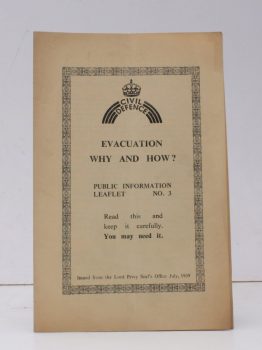 CIVIL
DEFENCE
EVACUATION
WHY AND HOW?
PUBLIC INFORMATION
LEAFLET NO. 3
Read this and
keep it carefully.
You may need it.
Issued from the Lord Privy Seal's Office July, 1939